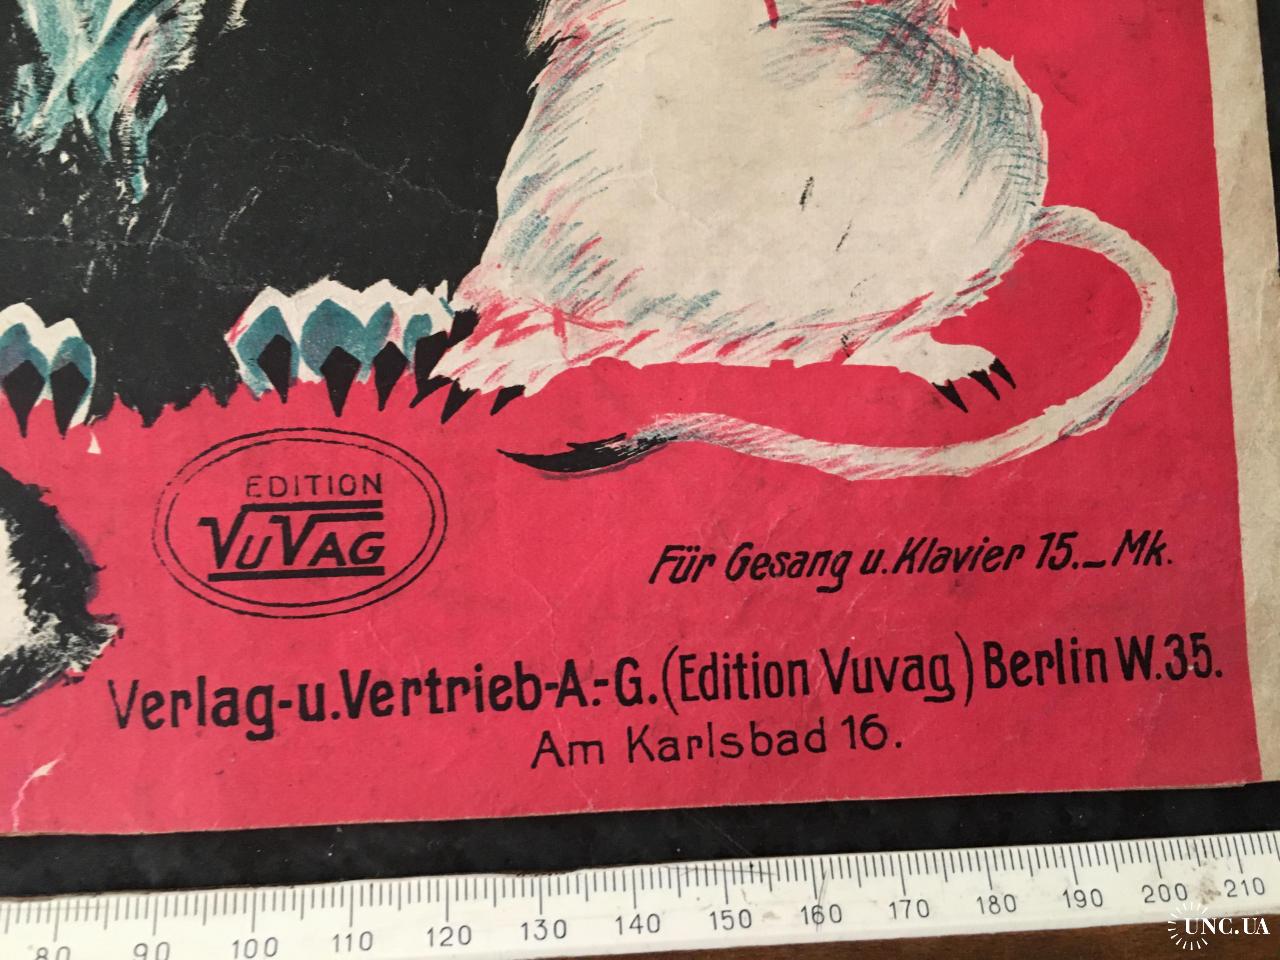 EDITION
VUVAG
Für Gesang u. Klavier 15.– Mk.
Verlag-u.Vertrieb-A.-G.(Edition Vuvag) Berlin W.35.
Am Karlsbad 16.
80 90 100 110 120 130 140 150 160 170 180 190 200 210
UNC.UA